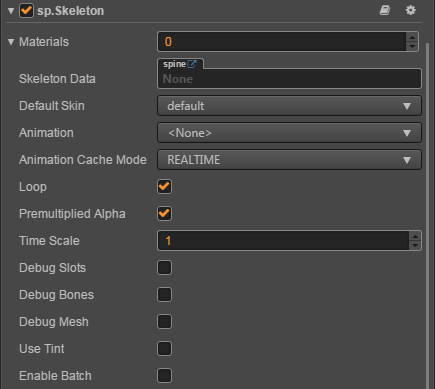 sp.Skeleton
Materials 0
spine
Skeleton Data None
Default Skin default
Animation <None>
Animation Cache Mode REALTIME
Loop
Premultiplied Alpha
Time Scale 1
Debug Slots
Debug Bones
Debug Mesh
Use Tint
Enable Batch